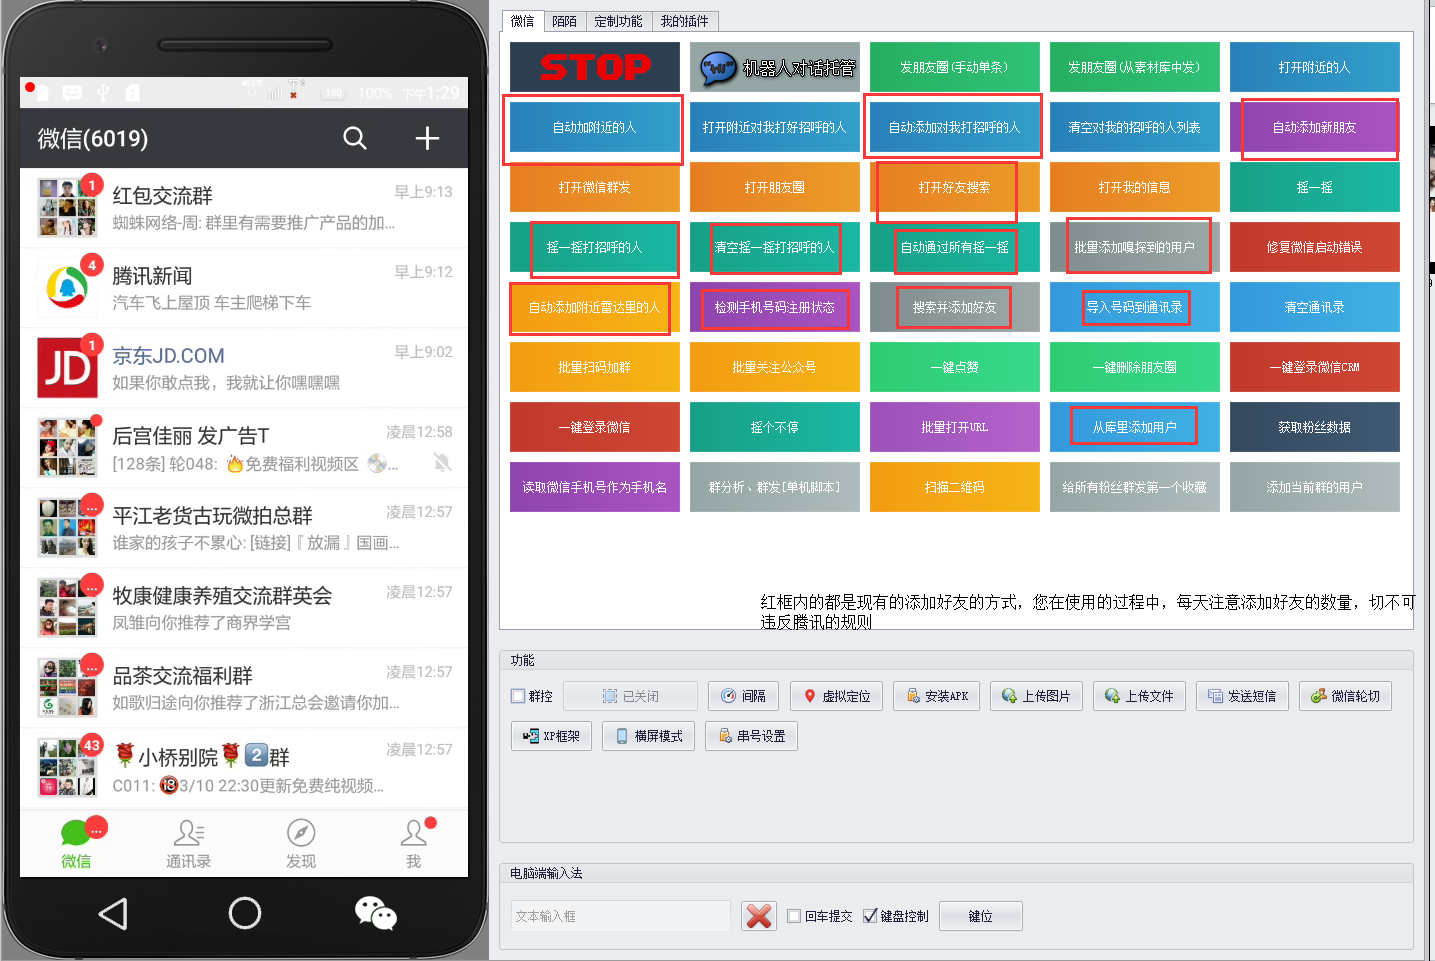 100 100% 下午1:29
微信(6019)
1
红包交流群
早上9:13
蜘蛛网络-周: 群里有需要推广产品的加...
4
腾讯新闻
早上9:12
汽车飞上屋顶 车主爬梯下车
JD
1
京东JD.COM
早上9:02
如果你敢点我，我就让你嘿嘿嘿
后宫佳丽 发广告T
凌晨12:58
[128条] 轮048: 🔥免费福利视频区 💿...
...
平江老货古玩微拍总群
凌晨12:57
谁家的孩子不累心: [链接]『放漏』国画...
...
牧康健康养殖交流群英会
凌晨12:57
凤雏向你推荐了商界学宫
...
品茶交流福利群
凌晨12:57
如歌归途向你推荐了浙江总会邀请你加...
43
🌹小桥别院🌹2️⃣群
凌晨12:57
C011: 🔞3/10 22:30更新免费纯视频...
...
微信 通讯录 发现 我
微信 陌陌 定制功能 我的插件
STOP "Hi" 机器人对话托管 发朋友圈(手动单条) 发朋友圈(从素材库中发) 打开附近的人
自动加附近的人 打开附近对我打好招呼的人 自动添加对我打招呼的人 清空对我的招呼的人列表 自动添加新朋友
打开微信群发 打开朋友圈 打开好友搜索 打开我的信息 摇一摇
摇一摇打招呼的人 清空摇一摇打招呼的人 自动通过所有摇一摇 批量添加嗅探到的用户 修复微信启动错误
自动添加附近雷达里的人 检测手机号码注册状态 搜索并添加好友 导入号码到通讯录 清空通讯录
批量扫码加群 批量关注公众号 一键点赞 一键删除朋友圈 一键登录微信CRM
一键登录微信 摇个不停 批量打开URL 从库里添加用户 获取粉丝数据
读取微信手机号作为手机名 群分析、群发[单机脚本] 扫描二维码 给所有粉丝群发第一个收藏 添加当前群的用户
红框内的都是现有的添加好友的方式，您在使用的过程中，每天注意添加好友的数量，切不可
违反腾讯的规则
功能
群控 已关闭 间隔 虚拟定位 安装APK 上传图片 上传文件 发送短信 微信轮切
XP框架 横屏模式 串号设置
电脑端输入法
文本输入框 回车提交 键盘控制 键位